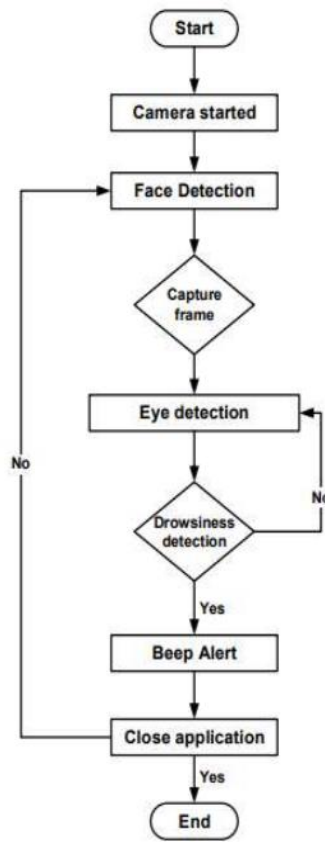 Start
Camera started
Face Detection
Capture
frame
Eye detection
No
No
Drowsiness
detection
Yes
Beep Alert
Close application
Yes
End